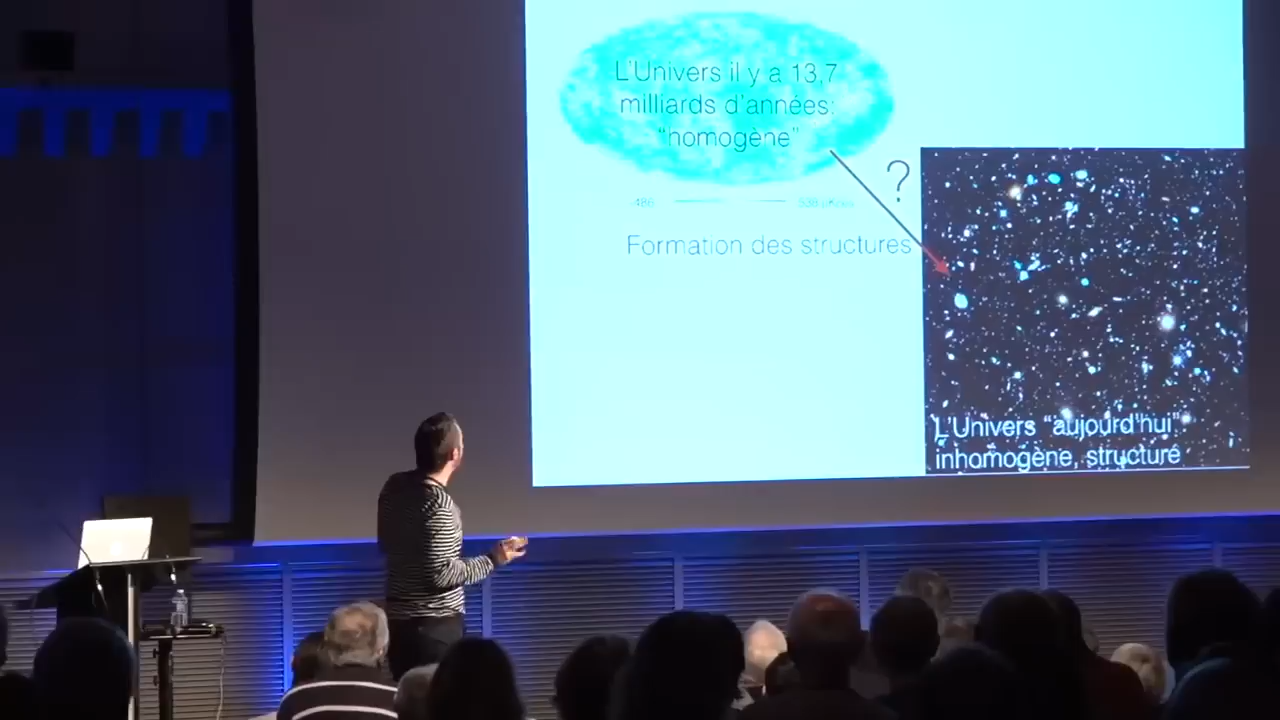 L'Univers il y a 13,7
milliards d'années:
"homogène"
?
Formation des structures
L'Univers "aujourd'hui"
inhomogène, structuré